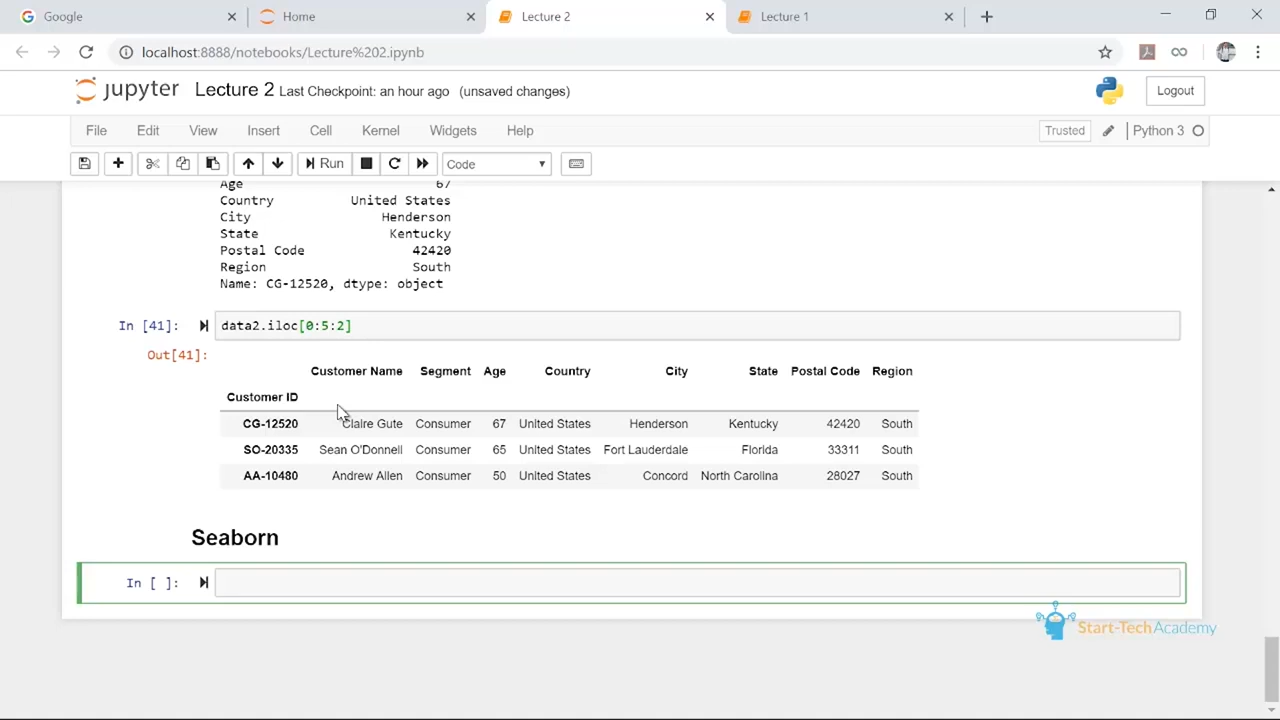 Google
Home
Lecture 2
Lecture 1
localhost:8888/notebooks/Lecture%202.ipynb
jupyter Lecture 2 Last Checkpoint: an hour ago (unsaved changes)
Logout
File Edit View Insert Cell Kernel Widgets Help
Trusted
Python 3
Run
Code
Age 67
Country United States
City Henderson
State Kentucky
Postal Code 42420
Region South
Name: CG-12520, dtype: object
In [41]: data2.iloc[0:5:2]
Out[41]:
Customer Name Segment Age Country City State Postal Code Region
Customer ID
CG-12520 Claire Gute Consumer 67 United States Henderson Kentucky 42420 South
SO-20335 Sean O'Donnell Consumer 65 United States Fort Lauderdale Florida 33311 South
AA-10480 Andrew Allen Consumer 50 United States Concord North Carolina 28027 South
Seaborn
In [ ]:
Start-Tech Academy